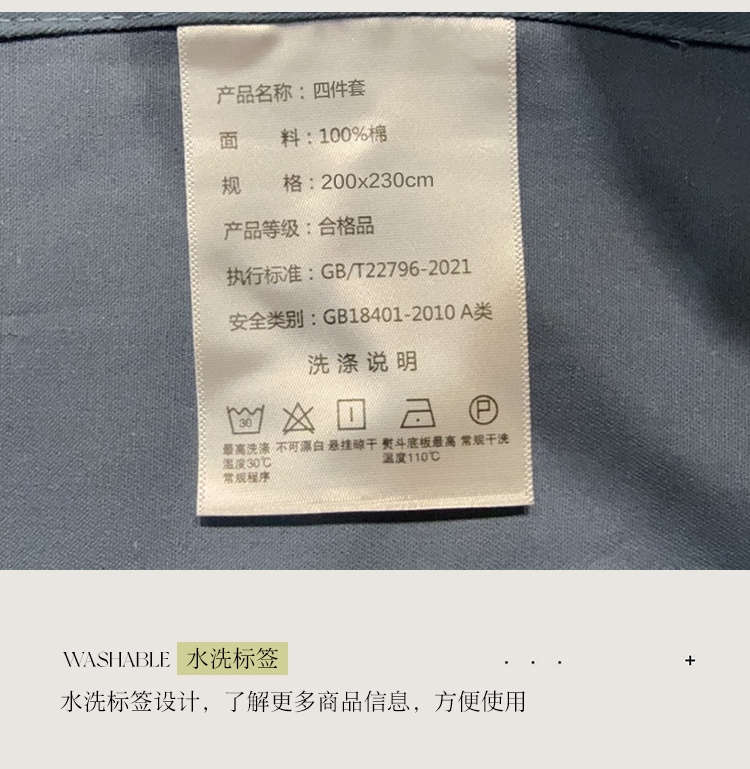 产品名称：四件套
面 料：100%棉
规 格：200x230cm
产品等级：合格品
执行标准：GB/T22796-2021
安全类别：GB18401-2010 A类
洗涤说明
30
P
最高洗涤 不可漂白 悬挂晾干 熨斗底板最高 常规干洗
温度30℃ 温度110℃
常规程序
WASHABLE 水洗标签
水洗标签设计，了解更多商品信息，方便使用